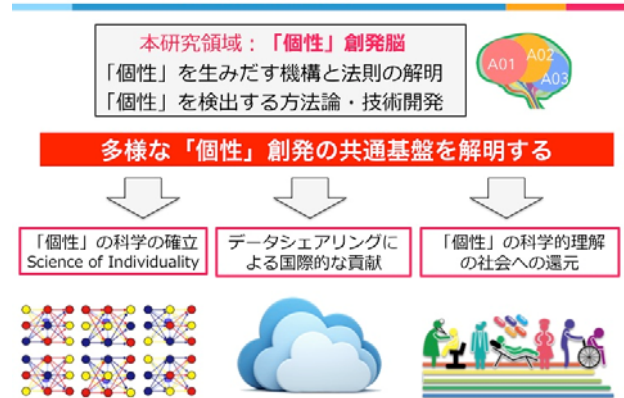 本研究領域：「個性」創発脳
「個性」を生みだす機構と法則の解明
「個性」を検出する方法論・技術開発
A01
A02
A03
多様な「個性」創発の共通基盤を解明する
「個性」の科学の確立
Science of Individuality
データシェアリングに
よる国際的な貢献
「個性」の科学的理解
の社会への還元